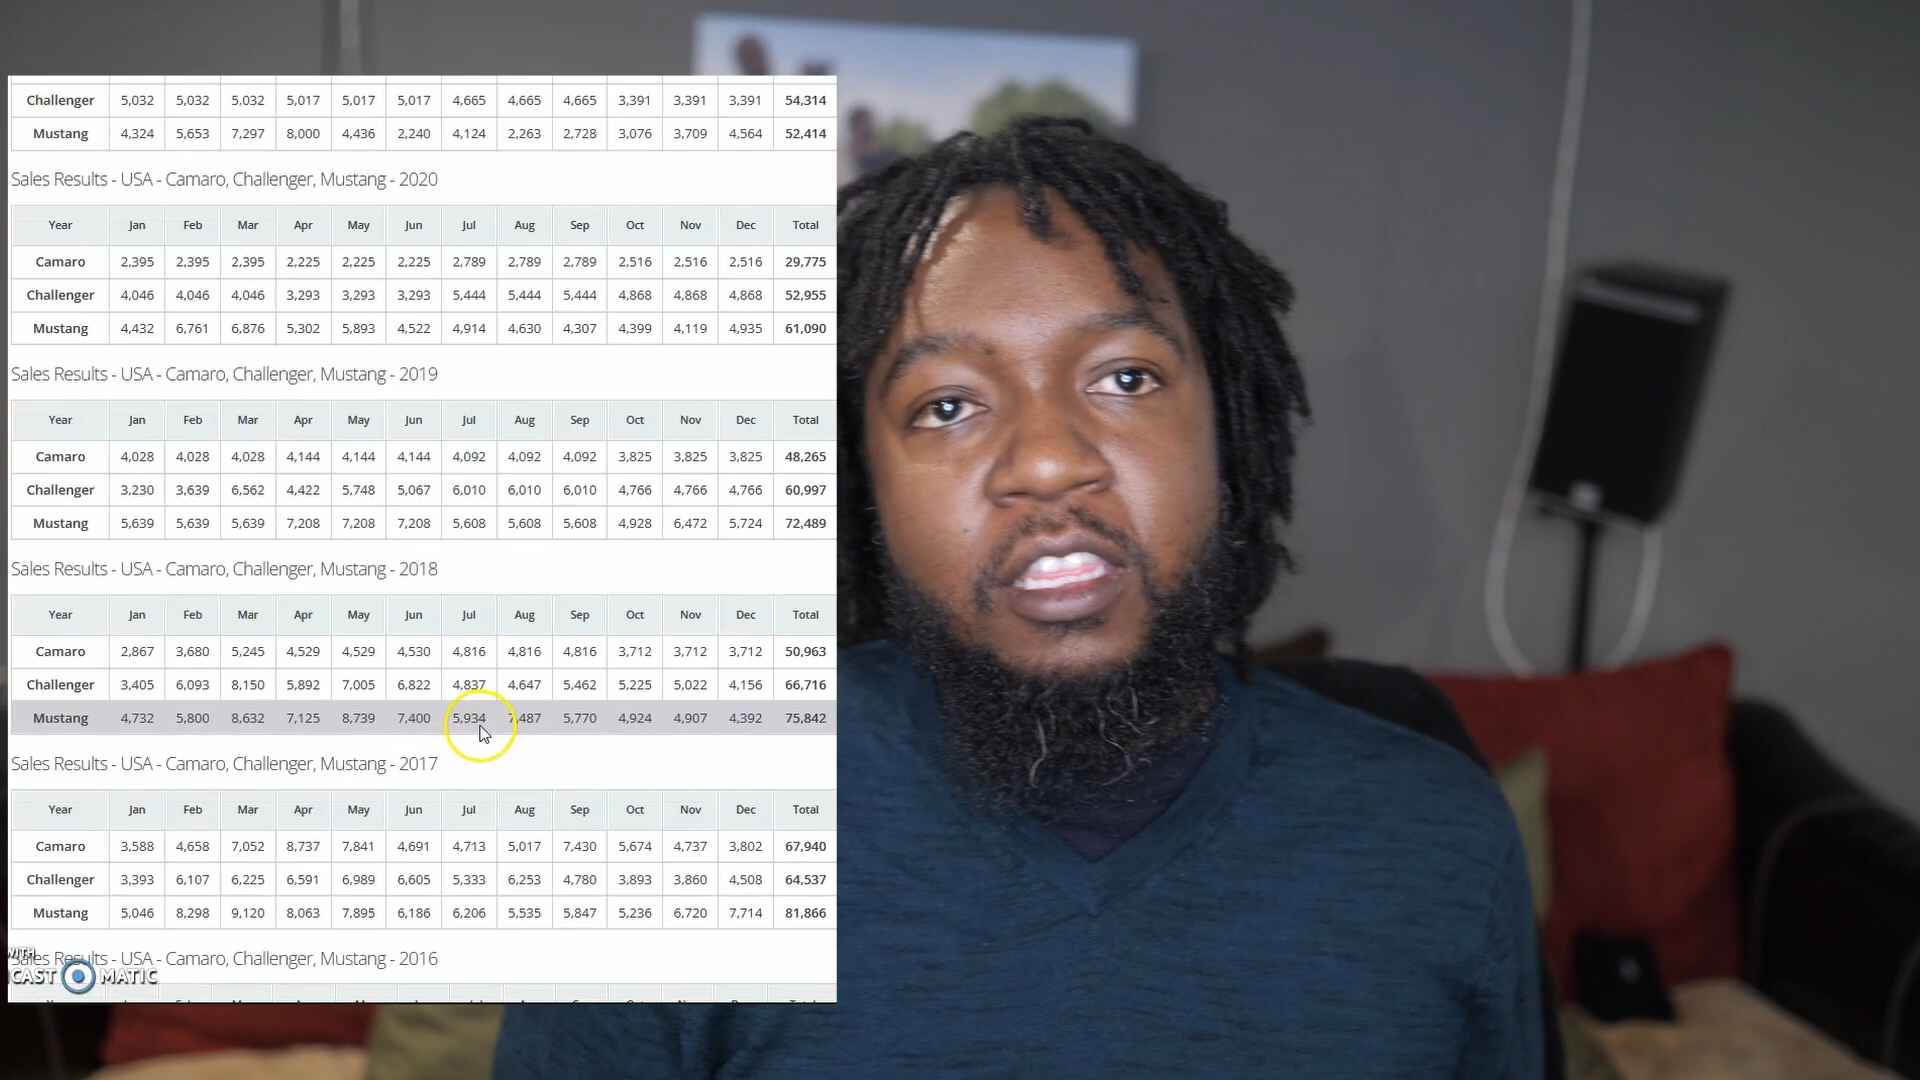 Challenger 5,032 5,032 5,032 5,017 5,017 5,017 4,665 4,665 4,665 3,391 3,391 3,391 54,314
Mustang 4,324 5,653 7,297 8,000 4,436 2,240 4,124 2,263 2,728 3,076 3,709 4,564 52,414
Sales Results - USA - Camaro, Challenger, Mustang - 2020
Year Jan Feb Mar Apr May Jun Jul Aug Sep Oct Nov Dec Total
Camaro 2,395 2,395 2,395 2,225 2,225 2,225 2,789 2,789 2,789 2,516 2,516 2,516 29,775
Challenger 4,046 4,046 4,046 3,293 3,293 3,293 5,444 5,444 5,444 4,868 4,868 4,868 52,955
Mustang 4,432 6,761 6,876 5,302 5,893 4,522 4,914 4,630 4,307 4,399 4,119 4,935 61,090
Sales Results - USA - Camaro, Challenger, Mustang - 2019
Year Jan Feb Mar Apr May Jun Jul Aug Sep Oct Nov Dec Total
Camaro 4,028 4,028 4,028 4,144 4,144 4,144 4,092 4,092 4,092 3,825 3,825 3,825 48,265
Challenger 3,230 3,639 6,562 4,422 5,748 5,067 6,010 6,010 6,010 4,766 4,766 4,766 60,997
Mustang 5,639 5,639 5,639 7,208 7,208 7,208 5,608 5,608 5,608 4,928 6,472 5,724 72,489
Sales Results - USA - Camaro, Challenger, Mustang - 2018
Year Jan Feb Mar Apr May Jun Jul Aug Sep Oct Nov Dec Total
Camaro 2,867 3,680 5,245 4,529 4,529 4,530 4,816 4,816 4,816 3,712 3,712 3,712 50,963
Challenger 3,405 6,093 8,150 5,892 7,005 6,822 4,837 4,647 5,462 5,225 5,022 4,156 66,716
Mustang 4,732 5,800 8,632 7,125 8,739 7,400 5,934 7,487 5,770 4,924 4,907 4,392 75,842
Sales Results - USA - Camaro, Challenger, Mustang - 2017
Year Jan Feb Mar Apr May Jun Jul Aug Sep Oct Nov Dec Total
Camaro 3,588 4,658 7,052 8,737 7,841 4,691 4,713 5,017 7,430 5,674 4,737 3,802 67,940
Challenger 3,393 6,107 6,225 6,591 6,989 6,605 5,333 6,253 4,780 3,893 3,860 4,508 64,537
Mustang 5,046 8,298 9,120 8,063 7,895 6,186 6,206 5,535 5,847 5,236 6,720 7,714 81,866
WITH
Sales Results - USA - Camaro, Challenger, Mustang - 2016
CAST MATIC